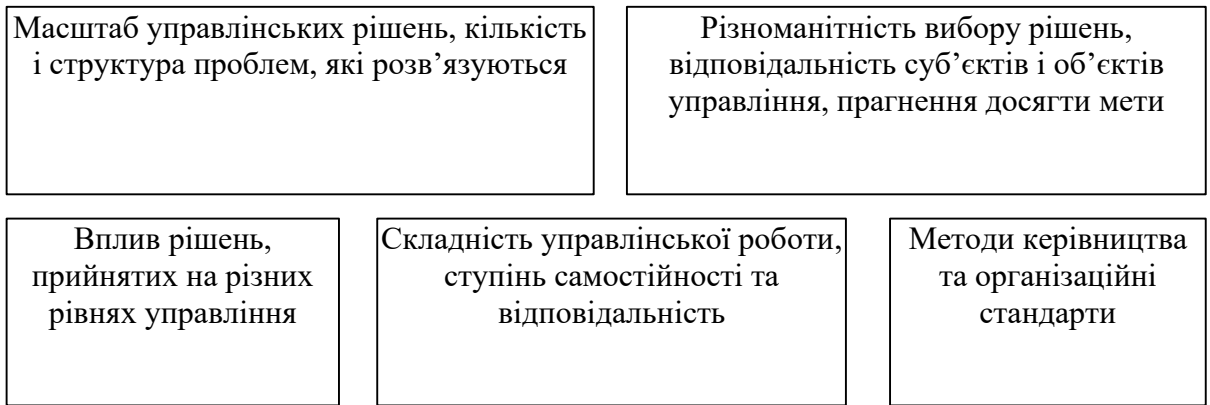 Масштаб управлінських рішень, кількість
і структура проблем, які розв’язуються
Різноманітність вибору рішень,
відповідальність суб’єктів і об’єктів
управління, прагнення досягти мети
Вплив рішень,
прийнятих на різних
рівнях управління
Складність управлінської роботи,
ступінь самостійності та
відповідальність
Методи керівництва
та організаційні
стандарти